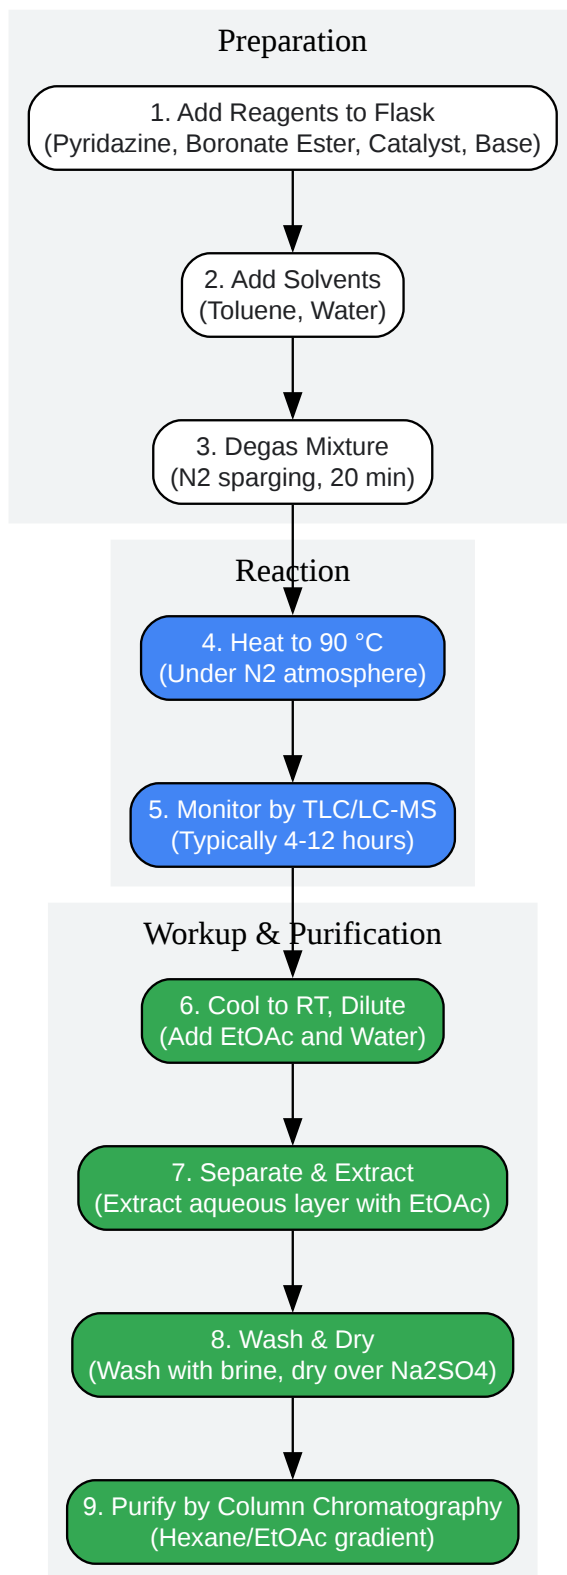 Preparation
1. Add Reagents to Flask
(Pyridazine, Boronate Ester, Catalyst, Base)
2. Add Solvents
(Toluene, Water)
3. Degas Mixture
(N2 sparging, 20 min)
Reaction
4. Heat to 90 °C
(Under N2 atmosphere)
5. Monitor by TLC/LC-MS
(Typically 4-12 hours)
Workup & Purification
6. Cool to RT, Dilute
(Add EtOAc and Water)
7. Separate & Extract
(Extract aqueous layer with EtOAc)
8. Wash & Dry
(Wash with brine, dry over Na2SO4)
9. Purify by Column Chromatography
(Hexane/EtOAc gradient)